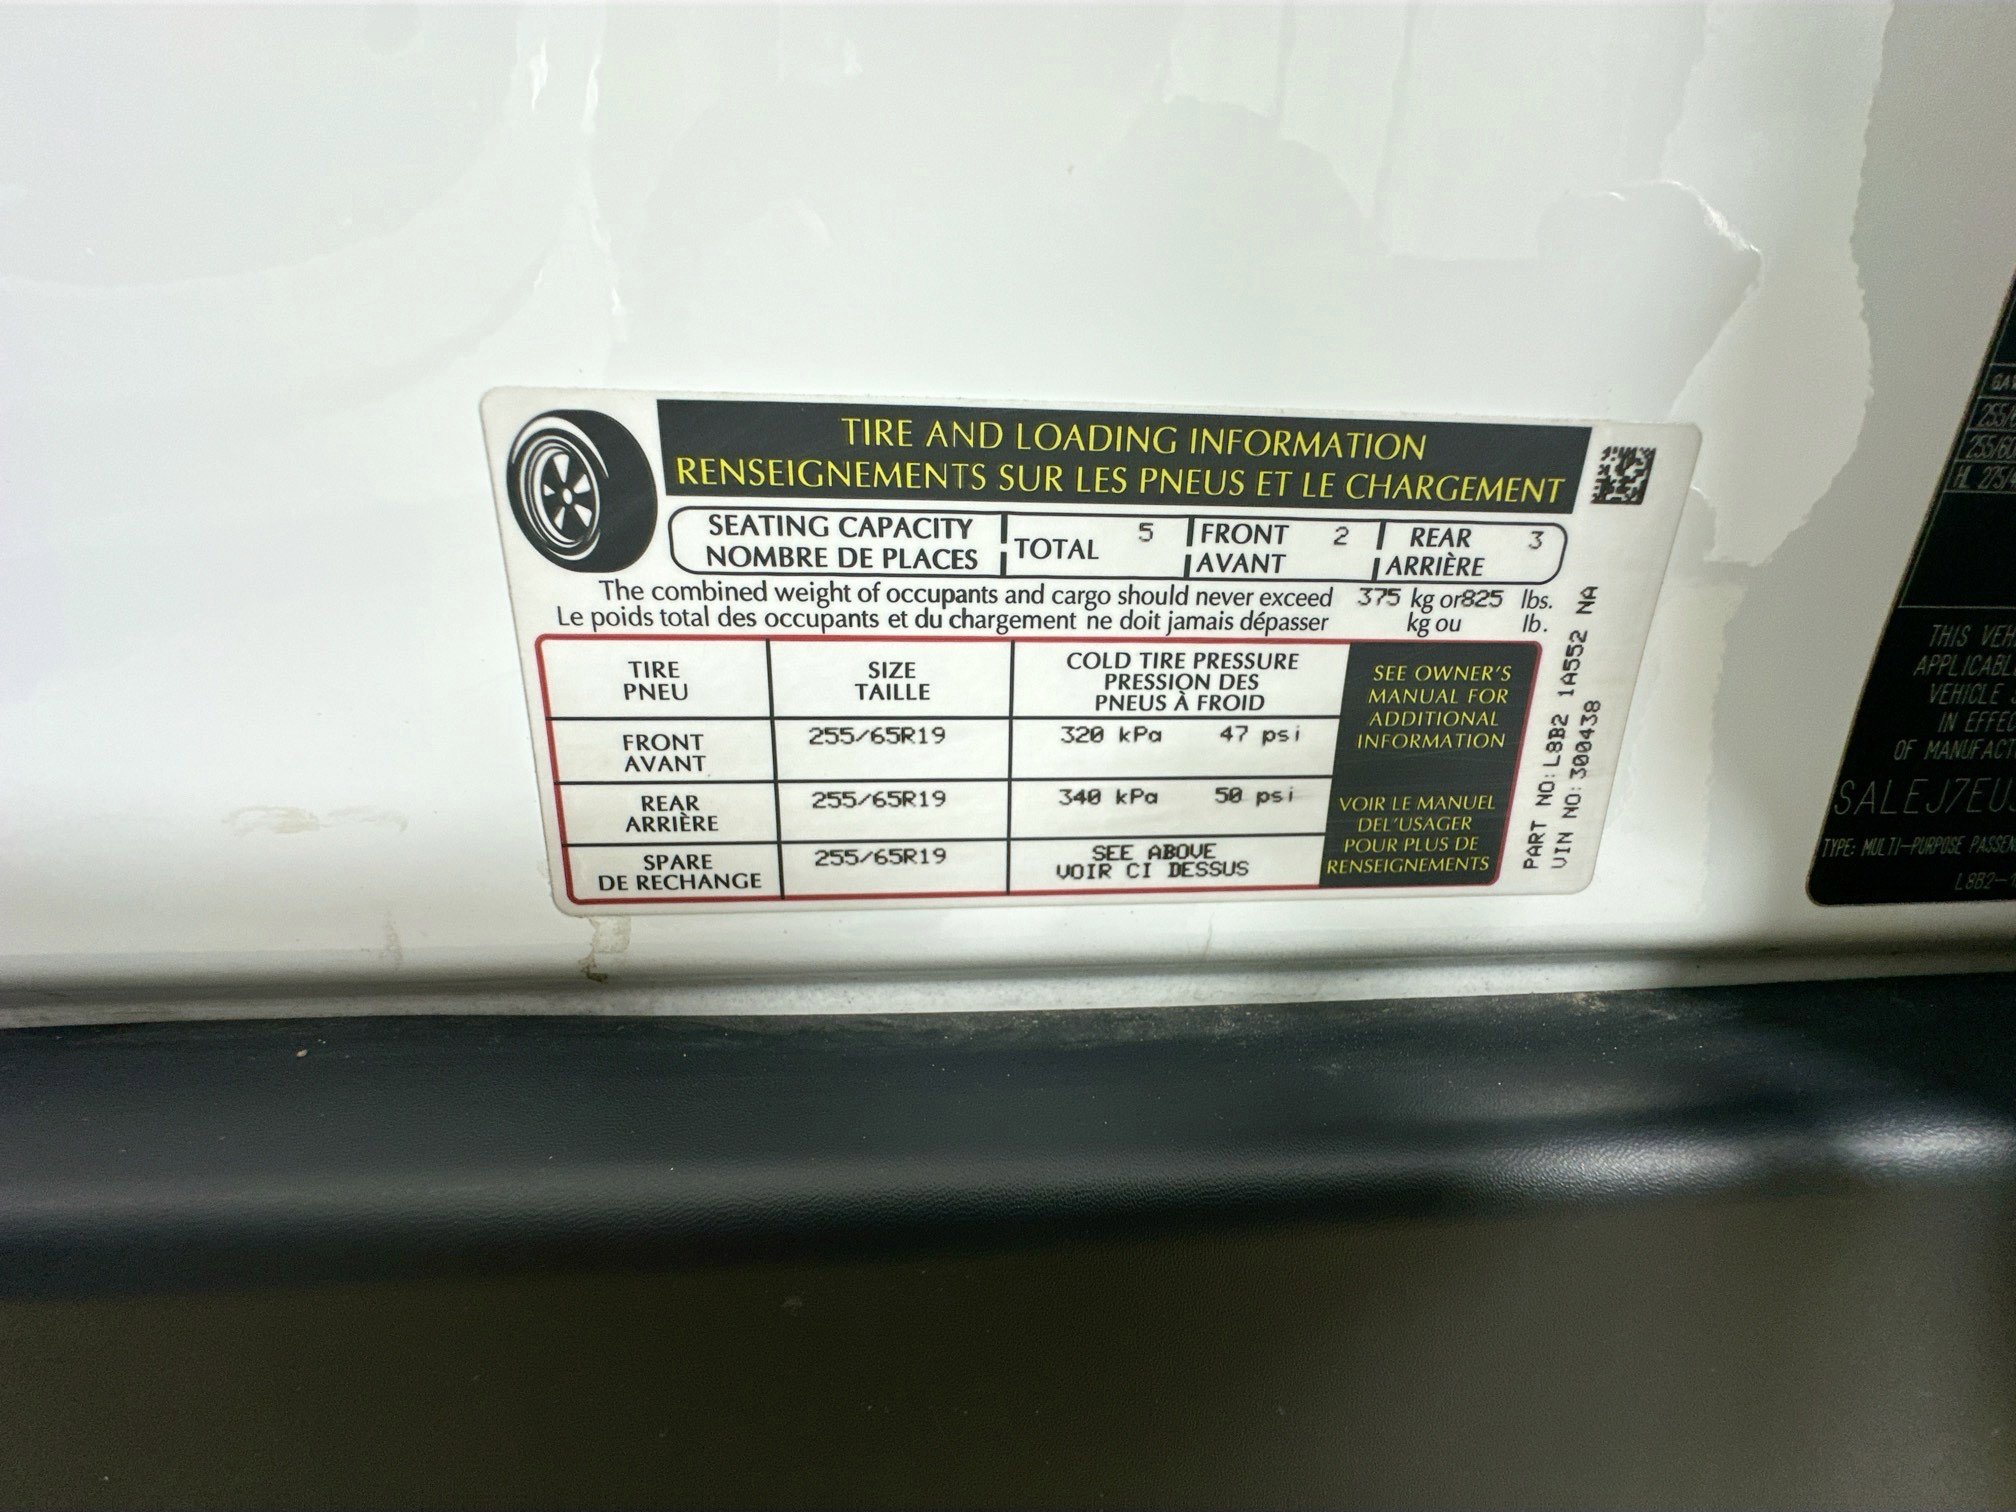 TIRE AND LOADING INFORMATION
RENSEIGNEMENTS SUR LES PNEUS ET LE CHARGEMENT
SEATING CAPACITY
NOMBRE DE PLACES
TOTAL 5
FRONT 2
AVANT
REAR 3
ARRIÈRE
The combined weight of occupants and cargo should never exceed 375 kg or 825 lbs.
Le poids total des occupants et du chargement ne doit jamais dépasser kg ou lb.
TIRE
PNEU
SIZE
TAILLE
COLD TIRE PRESSURE
PRESSION DES
PNEUS À FROID
FRONT
AVANT
255/65R19
320 kPa 47 psi
REAR
ARRIÈRE
255/65R19
340 kPa 50 psi
SPARE
DE RECHANGE
255/65R19
SEE ABOVE
VOIR CI DESSUS
SEE OWNER'S
MANUAL FOR
ADDITIONAL
INFORMATION
VOIR LE MANUEL
DEL'USAGER
POUR PLUS DE
RENSEIGNEMENTS
PART NO: L8B2 1A552 NA
VIN NO: 300438
THIS
VEHICLE
IN
OF
SALEJ7EU
TYPE: MULTI-PURPOSE
L8B2-